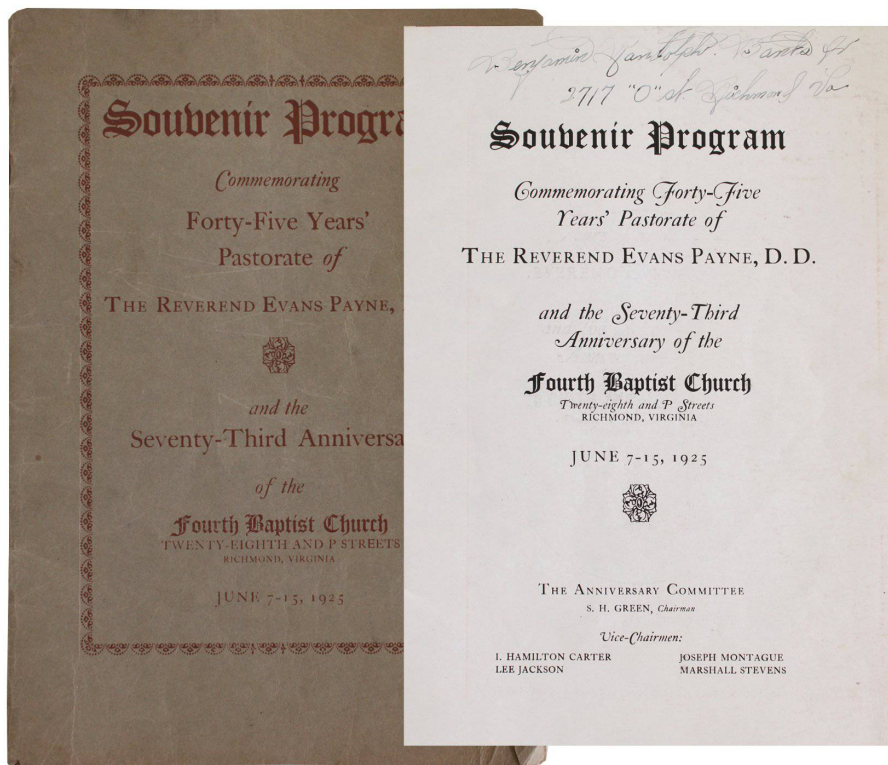 Souvenir Progra
Commemorating
Forty-Five Years'
Pastorate of
THE REVEREND EVANS PAYNE,
and the
Seventy-Third Anniversa
of the
Fourth Baptist Church
TWENTY-EIGHTH AND P STREETS
RICHMOND, VIRGINIA
JUNE 7-15, 1925
Benjamin Randolph Banks Jr
2717 "O" st Richmond Va
Souvenir Program
Commemorating Forty-Five
Years' Pastorate of
THE REVEREND EVANS PAYNE, D. D.
and the Seventy-Third
Anniversary of the
Fourth Baptist Church
Twenty-eighth and P Streets
RICHMOND, VIRGINIA
JUNE 7-15, 1925
THE ANNIVERSARY COMMITTEE
S. H. GREEN, Chairman
Vice-Chairmen:
I. HAMILTON CARTER JOSEPH MONTAGUE
LEE JACKSON MARSHALL STEVENS